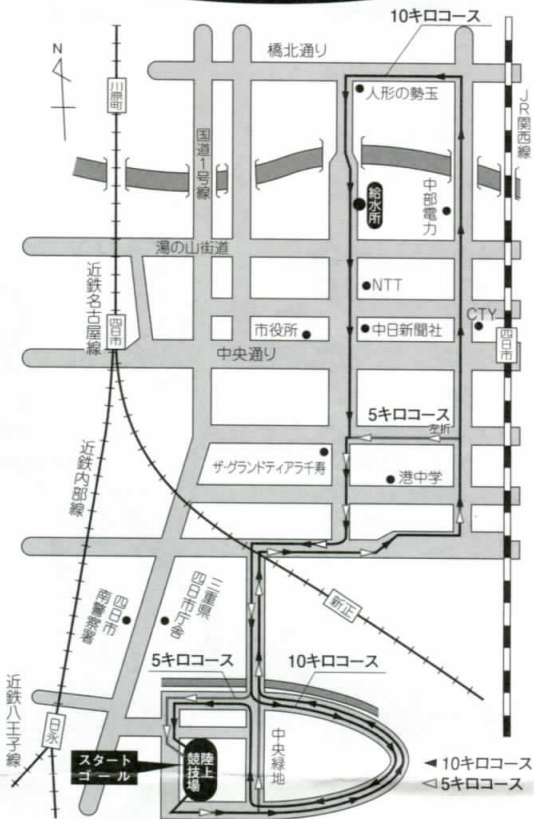 10キロコース
橋北通り
N
川原町
人形の勢玉
JR関西線
国道1号線
給水所
中部電力
湯の山街道
NTT
近鉄名古屋線
四日市
市役所
中日新聞社
CTY
四日市
中央通り
5キロコース
左折
ザ・グランドティアラ千寿
港中学
近鉄内部線
新正
四日市
南警察署
三重県
四日市庁舎
5キロコース
10キロコース
近鉄八王子線
日永
中央緑地
スタート
ゴール
陸上
競技場
10キロコース
5キロコース